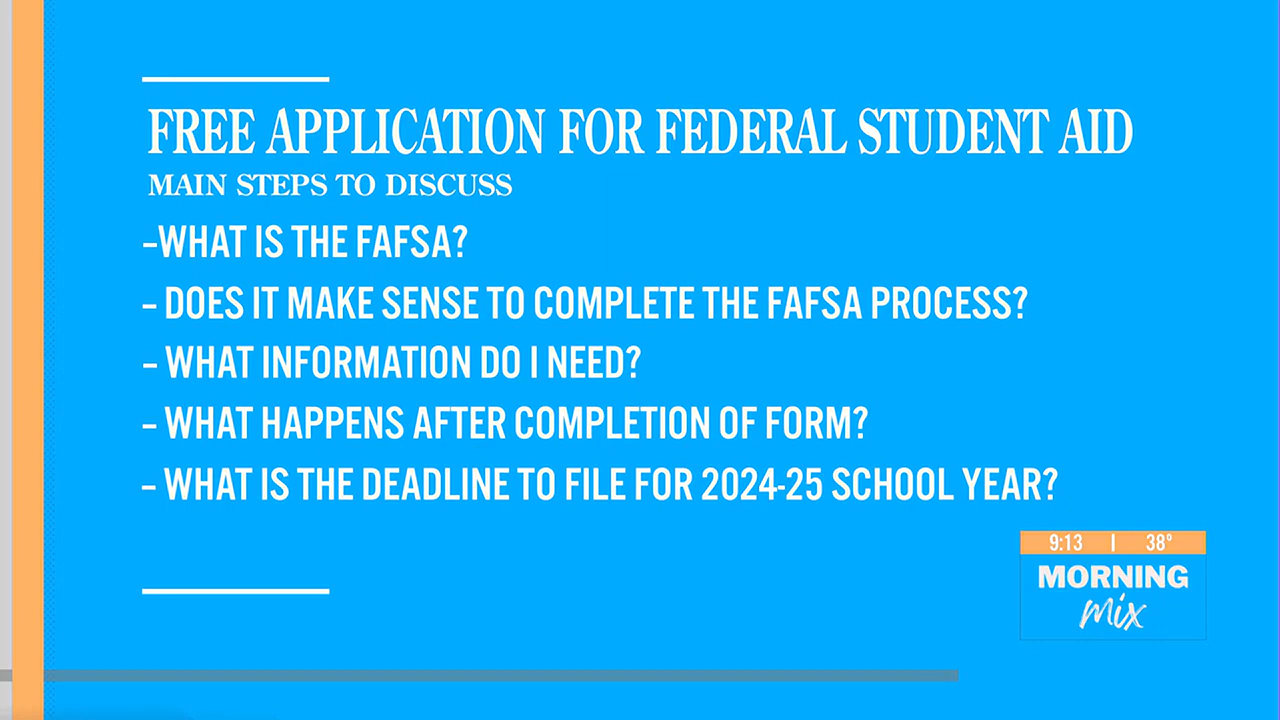 FREE APPLICATION FOR FEDERAL STUDENT AID
MAIN STEPS TO DISCUSS
-WHAT IS THE FAFSA?
- DOES IT MAKE SENSE TO COMPLETE THE FAFSA PROCESS?
- WHAT INFORMATION DO I NEED?
- WHAT HAPPENS AFTER COMPLETION OF FORM?
- WHAT IS THE DEADLINE TO FILE FOR 2024-25 SCHOOL YEAR?
9:13 | 38°
MORNING
mix